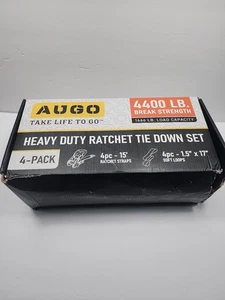 AUGO
TAKE LIFE TO GO™
4400 LB.
BREAK STRENGTH
1466 LB. LOAD CAPACITY
HEAVY DUTY RATCHET TIE DOWN SET
4-PACK
4pc - 15'
RATCHET STRAPS
4pc - 1.5" x 17"
SOFT LOOPS